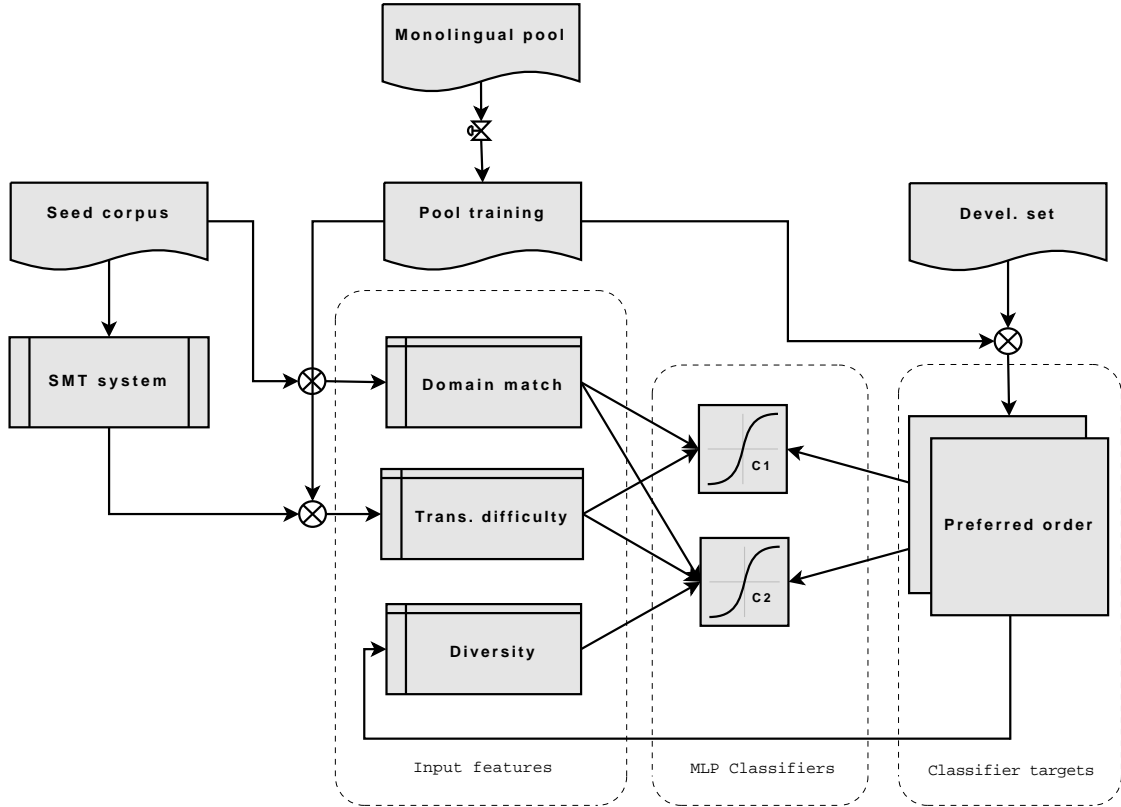 Monolingual pool
Seed corpus
Pool training
Devel. set
SMT system
Domain match
C1
Trans. difficulty
Preferred order
C2
Diversity
Input features
MLP Classifiers
Classifier targets